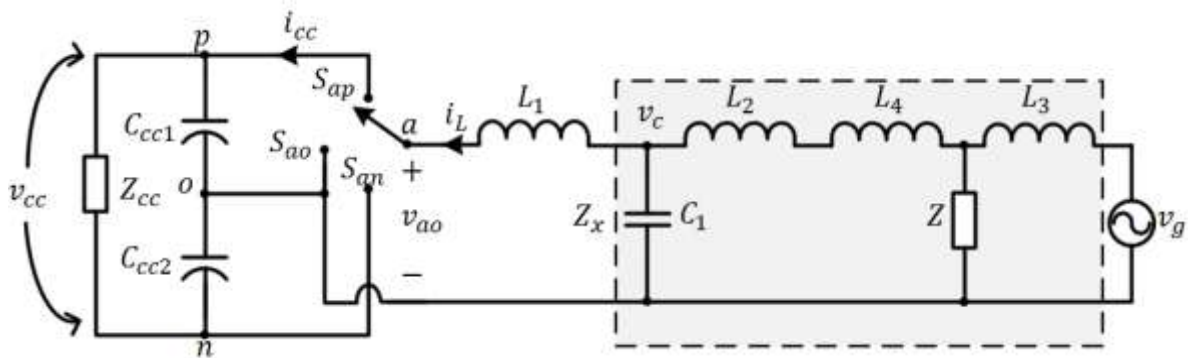 p
i_cc
S_ap
L_1
L_2
L_4
L_3
C_cc1
a
i_L
v_c
S_ao
+
v_cc
Z_cc
o
S_an
v_ao
Z_x
C_1
Z
v_g
C_cc2
−
n